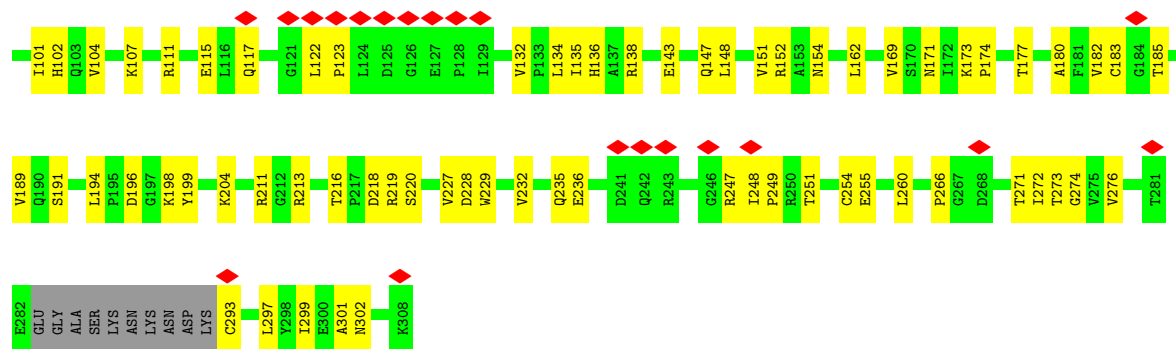 I101 H102 Q103 V104 K107 R111 E115 L116 Q117 G121 L122 P123 L124 D125 G126 E127 P128 I129 V132 P133 L134 I135 H136 A137 R138 E143 Q147 L148 V151 R152 A153 N154 L162 V169 S170 N171 I172 K173 P174 T177 A180 F181 V182 C183 G184 T185
V189 Q190 S191 L194 P195 D196 G197 K198 Y199 K204 R211 G212 R213 T216 P217 D218 R219 S220 V227 D228 W229 V232 Q235 E236 D241 Q242 R243 G246 R247 I248 P249 R250 T251 C254 E255 L260 P266 G267 D268 T271 I272 T273 G274 V275 V276 T281
E282 GLU GLY ALA SER LYS ASN LYS ASN ASP LYS C293 L297 Y298 I299 E300 A301 N302 K308